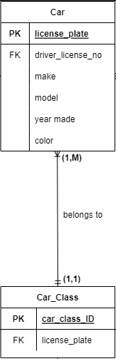 Car
PK license_plate
FK driver_license_no
make
model
year made
color
(1,M)
belongs to
(1,1)
Car_Class
PK car_class_ID
FK license_plate